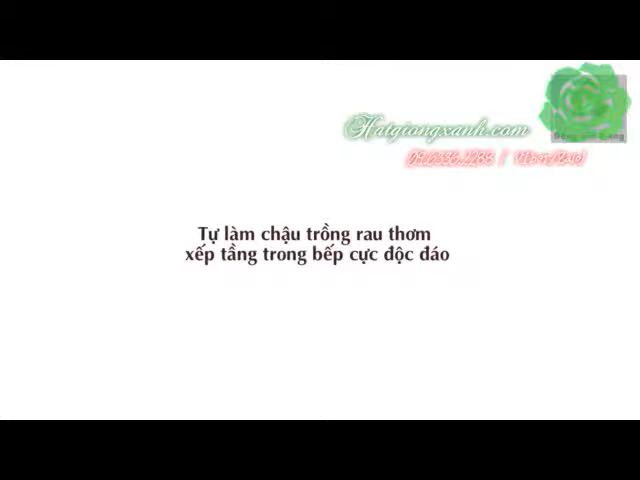 Hatgiongxanh.com
Tự làm chậu trồng rau thơm
xếp tầng trong bếp cực độc đáo